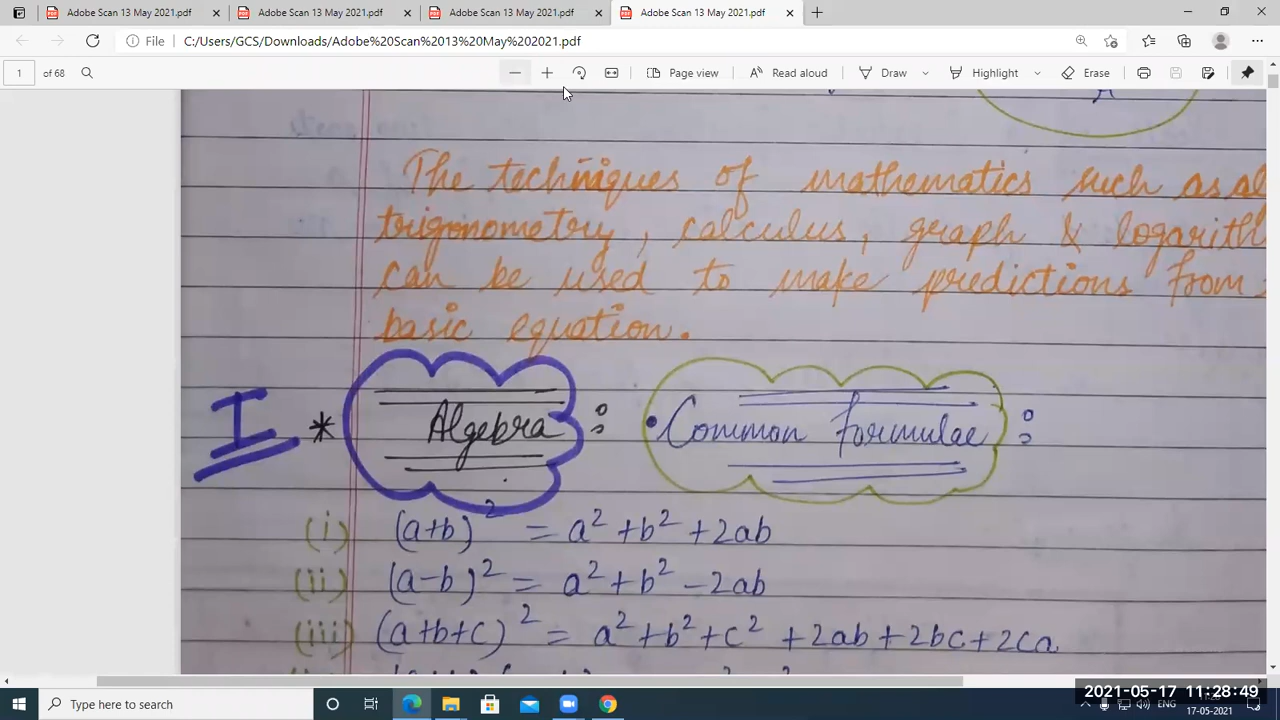 Adobe Scan 13 May 2021.pdf
Adobe Scan 13 May 2021.pdf
Adobe Scan 13 May 2021.pdf
Adobe Scan 13 May 2021.pdf
File C:/Users/GCS/Downloads/Adobe%20Scan%2013%20May%202021.pdf
1 of 68 Page view Read aloud Draw Highlight Erase
The techniques of mathematics such as al
trigonometry, calculus, graph & logarith
can be used to make predictions from
basic equation.
I * Algebra : • Common formulae :
(i) (a+b)² = a² + b² + 2ab
(ii) (a-b)² = a² + b² - 2ab
(iii) (a+b+c)² = a² + b² + c² + 2ab + 2bc + 2ca
2021-05-17 11:28:49
Type here to search
ENG
17-05-2021